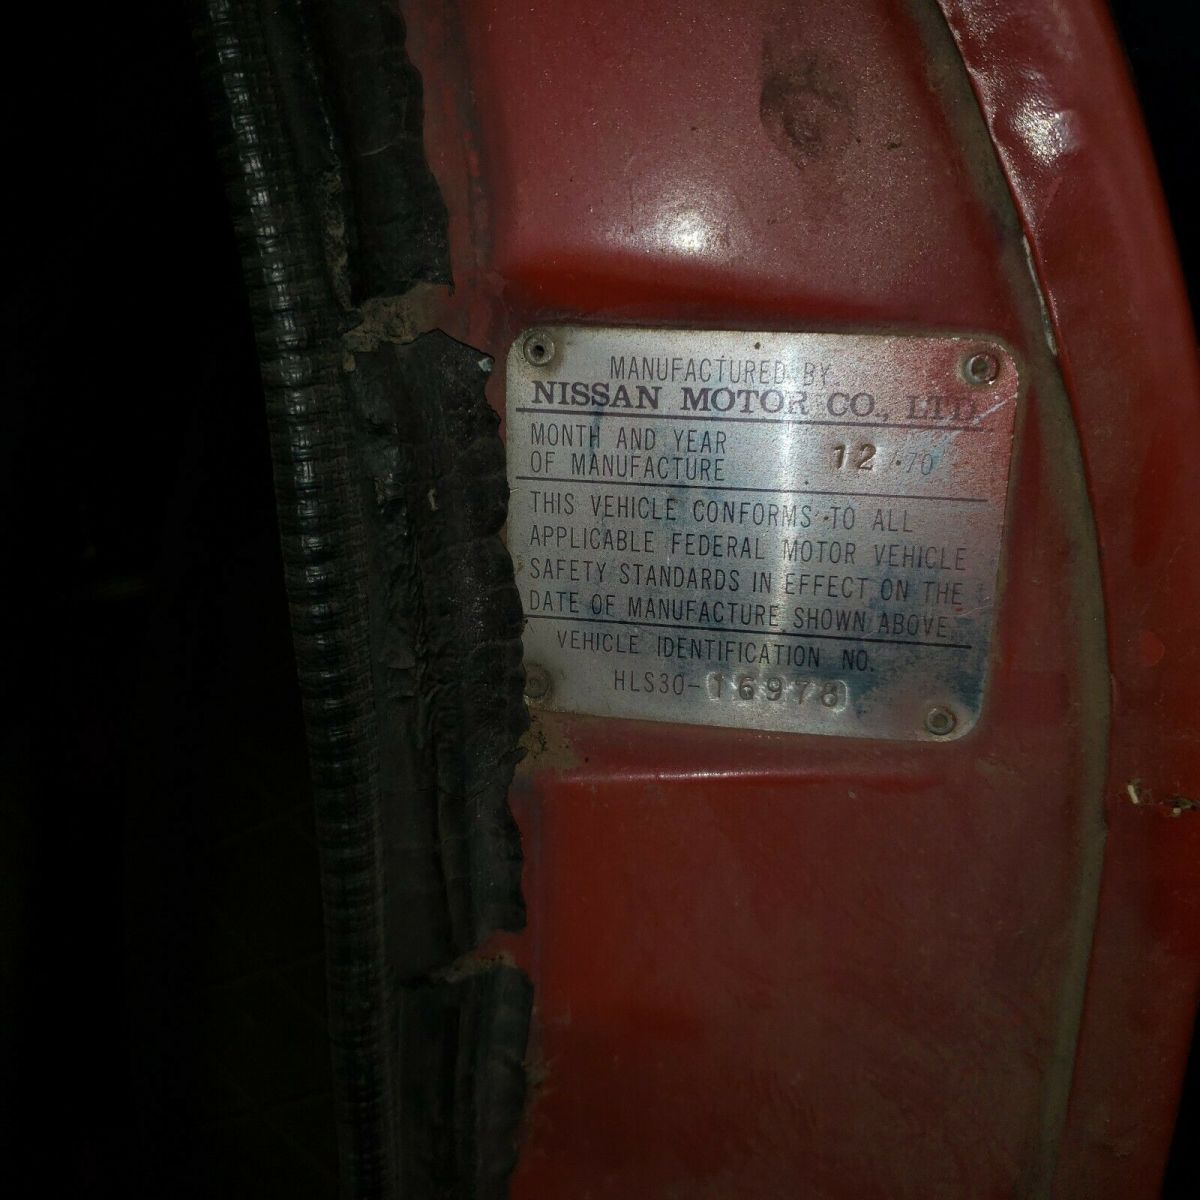 MANUFACTURED BY
NISSAN MOTOR CO., LTD.
MONTH AND YEAR
OF MANUFACTURE 12/70
THIS VEHICLE CONFORMS TO ALL
APPLICABLE FEDERAL MOTOR VEHICLE
SAFETY STANDARDS IN EFFECT ON THE
DATE OF MANUFACTURE SHOWN ABOVE.
VEHICLE IDENTIFICATION NO.
HLS30-16978